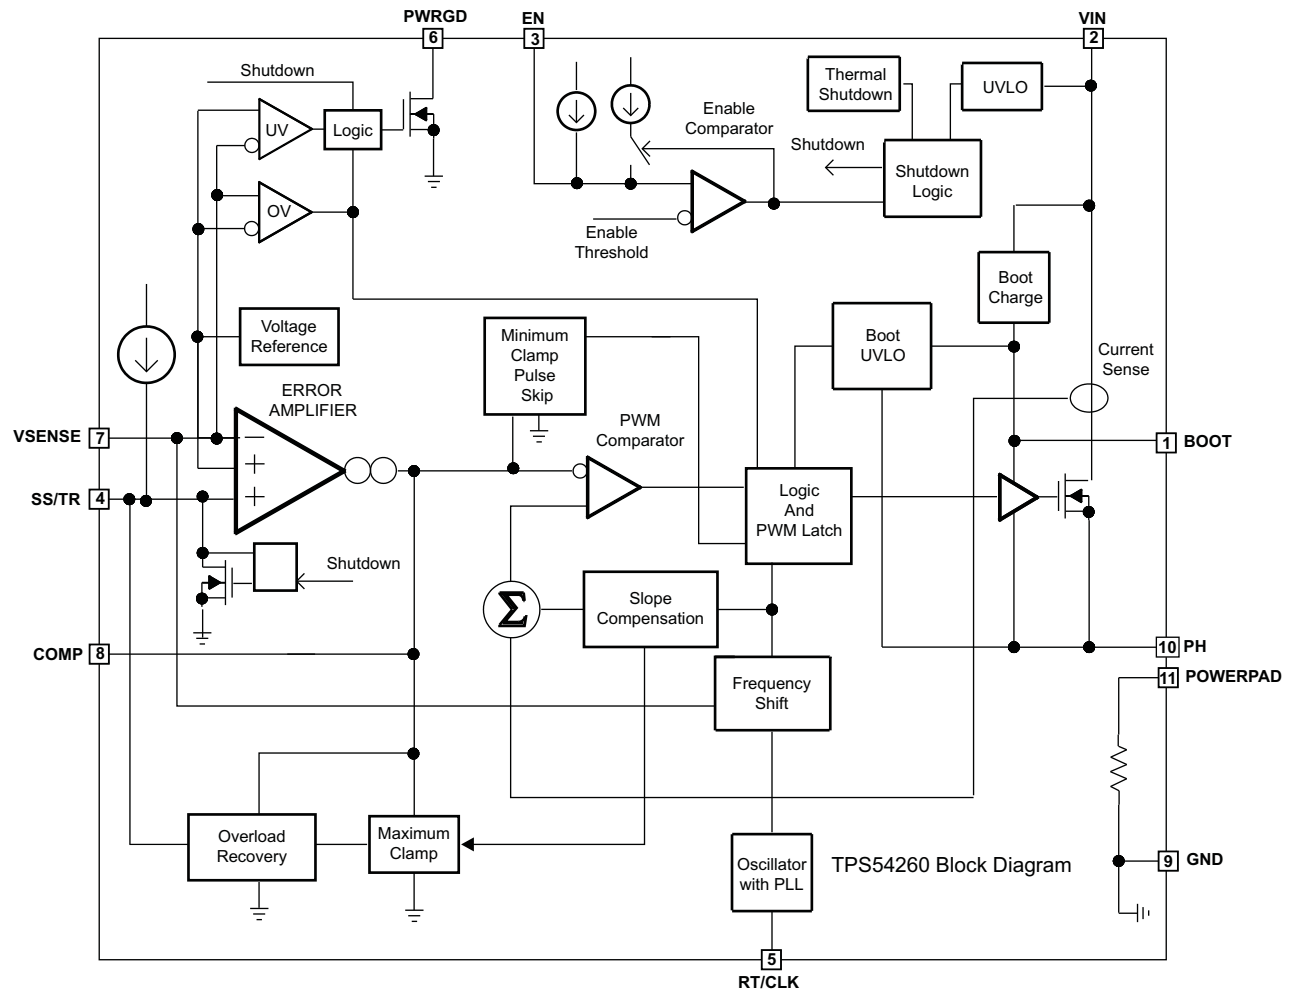 PWRGD
EN
VIN
6
3
2
Shutdown
Thermal
Shutdown
UVLO
Enable
Comparator
UV
Logic
Shutdown
Shutdown
Logic
OV
Enable
Threshold
Boot
Charge
Voltage
Reference
Minimum
Clamp
Pulse
Skip
Boot
UVLO
Current
Sense
ERROR
AMPLIFIER
PWM
Comparator
VSENSE
7
−
1
BOOT
+
SS/TR
4
+
Logic
And
PWM Latch
Shutdown
Σ
Slope
Compensation
COMP
8
10
PH
11
POWERPAD
Frequency
Shift
Overload
Recovery
Maximum
Clamp
Oscillator
with PLL
TPS54260 Block Diagram
9
GND
5
RT/CLK